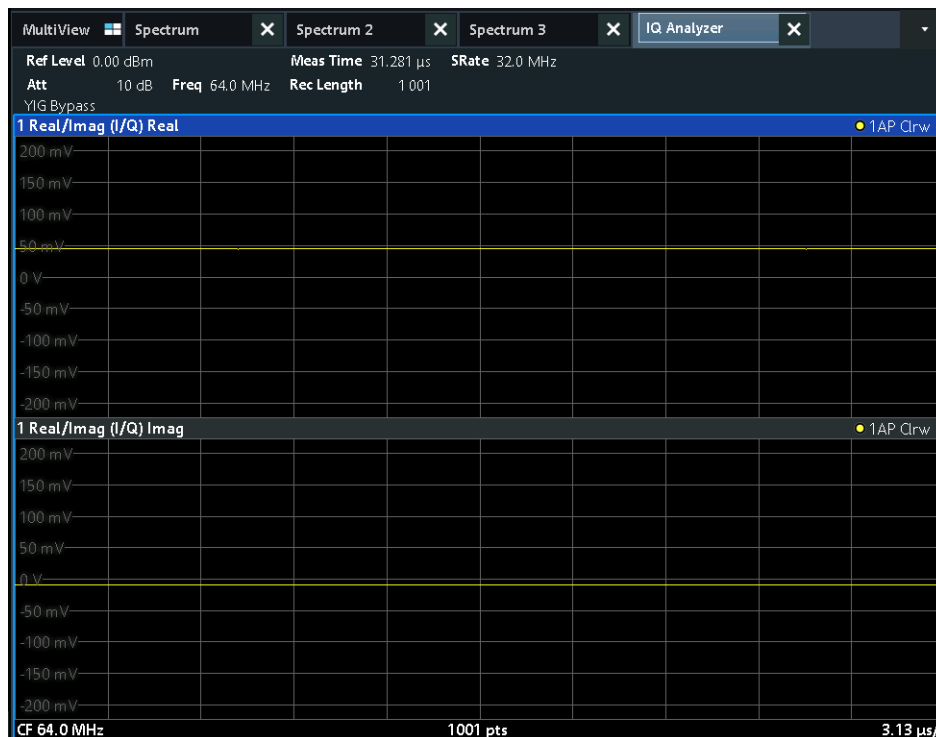 MultiView Spectrum Spectrum 2 Spectrum 3 IQ Analyzer
Ref Level 0.00 dBm Meas Time 31.281 µs SRate 32.0 MHz
Att 10 dB Freq 64.0 MHz Rec Length 1 001
YIG Bypass
1 Real/Imag (I/Q) Real 1AP Clrw
200 mV
150 mV
100 mV
50 mV
0 V
-50 mV
-100 mV
-150 mV
-200 mV
1 Real/Imag (I/Q) Imag 1AP Clrw
200 mV
150 mV
100 mV
50 mV
0 V
-50 mV
-100 mV
-150 mV
-200 mV
CF 64.0 MHz 1001 pts 3.13 µs/